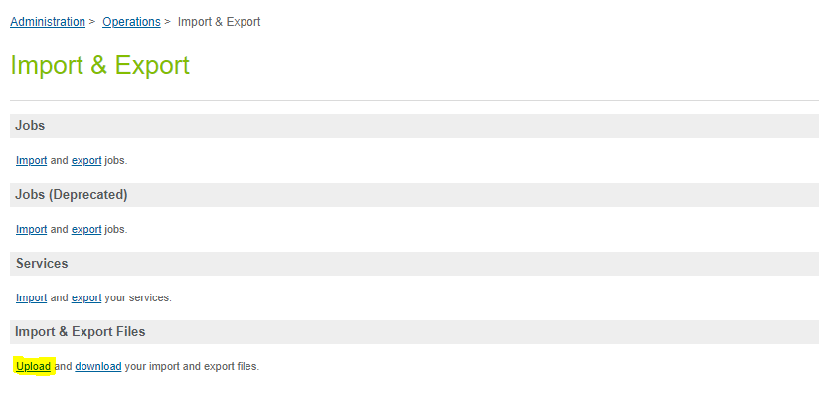 Administration > Operations > Import & Export
Import & Export
Jobs
Import and export jobs.
Jobs (Deprecated)
Import and export jobs.
Services
Import and export your services.
Import & Export Files
Upload and download your import and export files.